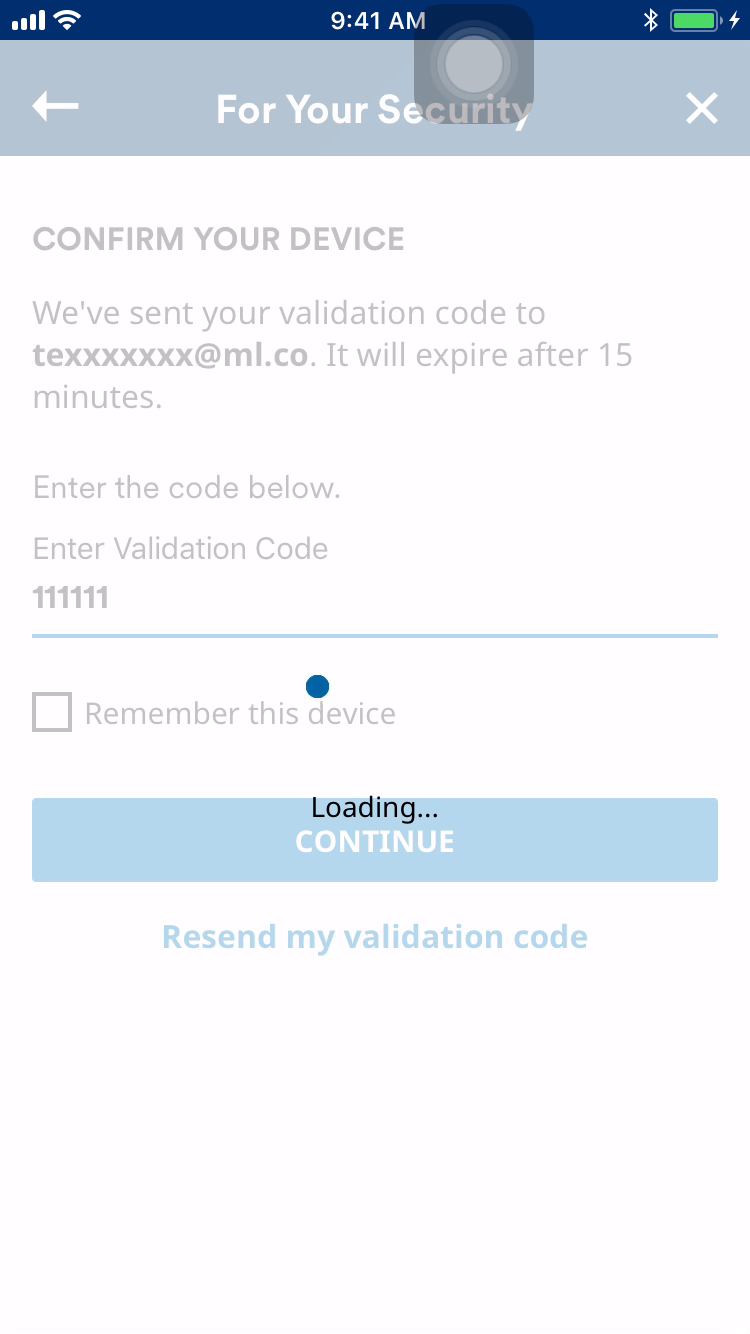 9:41 AM
For Your Security
CONFIRM YOUR DEVICE
We've sent your validation code to
texxxxxxx@ml.co. It will expire after 15
minutes.
Enter the code below.
Enter Validation Code
111111
Remember this device
Loading...
CONTINUE
Resend my validation code